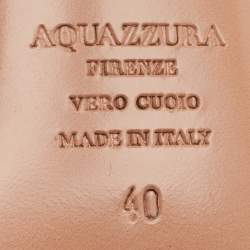 AQUAZZURA
FIRENZE
VERO CUOIO
MADE IN ITALY
40